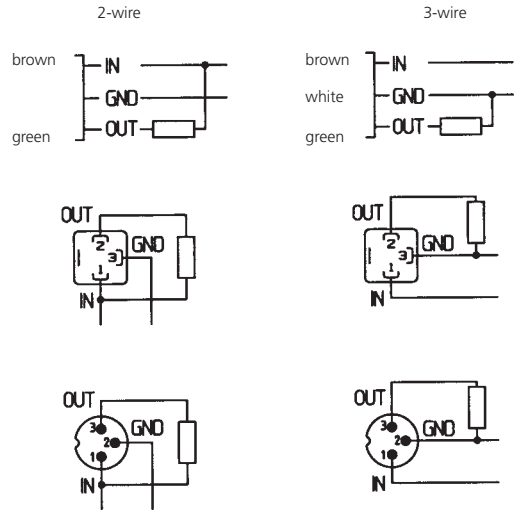 2-wire
brown
IN
GND
OUT
green
3-wire
brown
IN
white
GND
OUT
green
OUT
2
GND
3
1
IN
OUT
2
GND
3
1
IN
OUT
3
GND
2
1
IN
OUT
3
GND
2
1
IN